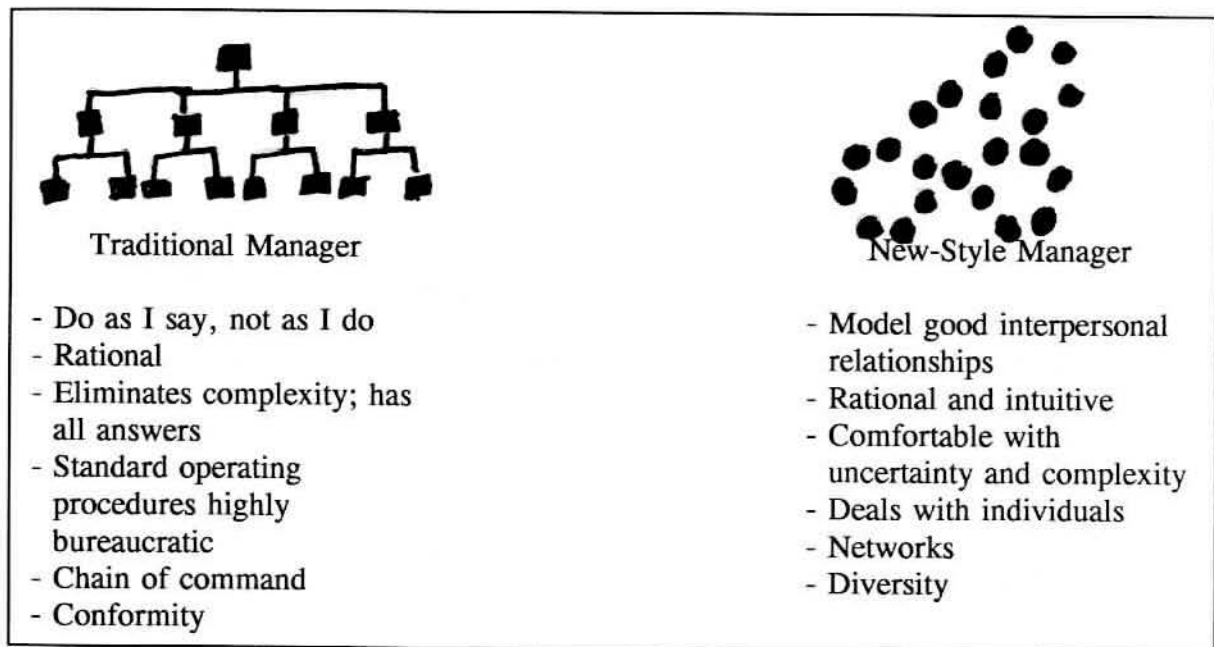 Traditional Manager
- Do as I say, not as I do
- Rational
- Eliminates complexity; has
all answers
- Standard operating
procedures highly
bureaucratic
- Chain of command
- Conformity
New-Style Manager
- Model good interpersonal
relationships
- Rational and intuitive
- Comfortable with
uncertainty and complexity
- Deals with individuals
- Networks
- Diversity